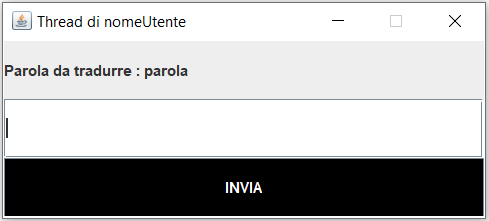 Thread di nomeUtente
Parola da tradurre : parola
INVIA